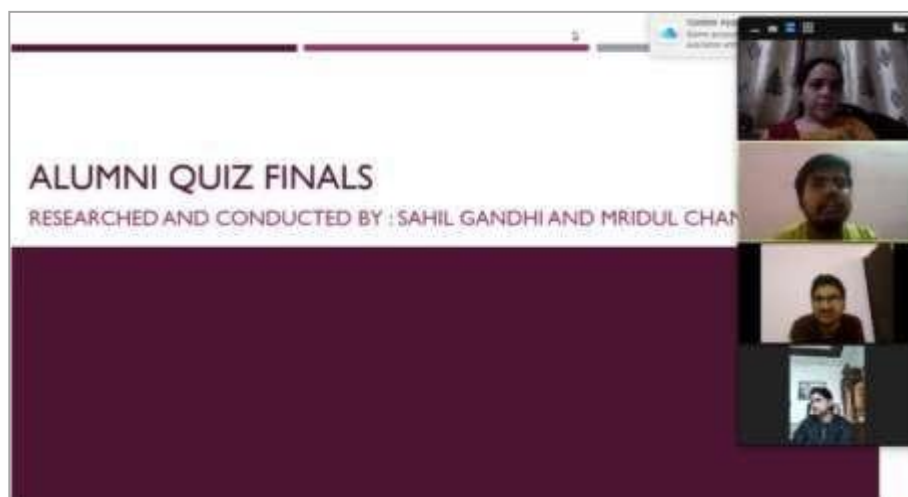 ALUMNI QUIZ FINALS
RESEARCHED AND CONDUCTED BY : SAHIL GANDHI AND MRIDUL CHAN